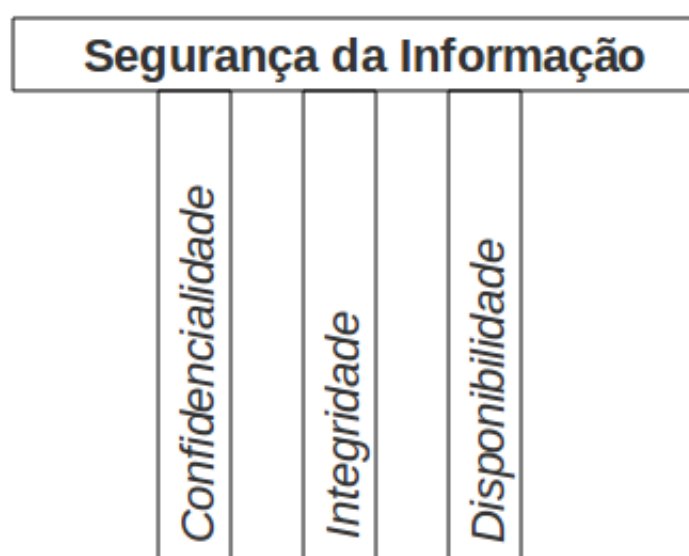 Segurança da Informação
Confidencialidade
Integridade
Disponibilidade